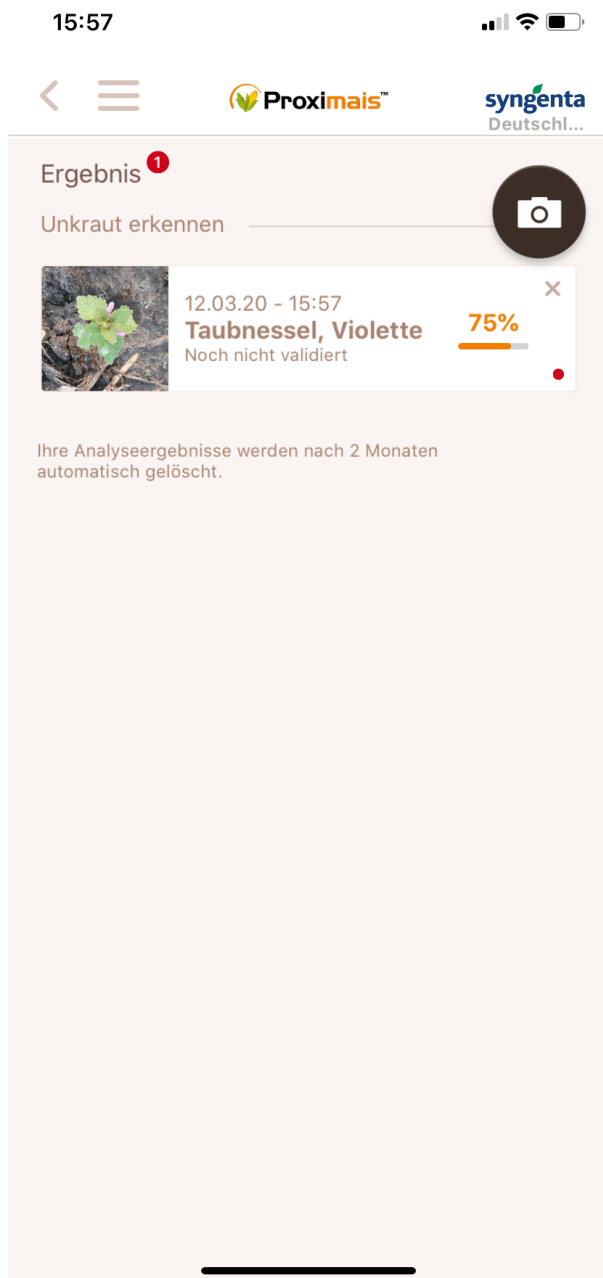 15:57
Proximais™
syngenta
Deutschl...
Ergebnis 1
Unkraut erkennen
12.03.20 - 15:57
Taubnessel, Violette
75%
Noch nicht validiert
Ihre Analyseergebnisse werden nach 2 Monaten
automatisch gelöscht.